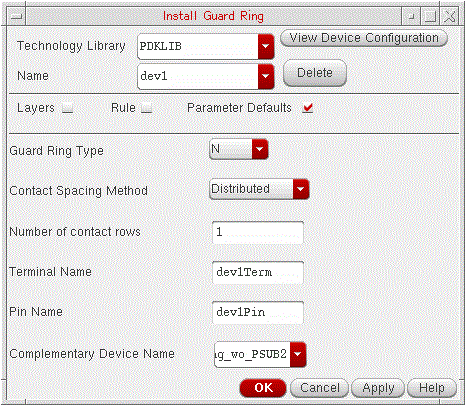 Install Guard Ring
Technology Library PDKLIB View Device Configuration
Name dev1 Delete
Layers Rule Parameter Defaults
Guard Ring Type N
Contact Spacing Method Distributed
Number of contact rows 1
Terminal Name dev1Term
Pin Name dev1Pin
Complementary Device Name g_wo_PSUB2
OK Cancel Apply Help